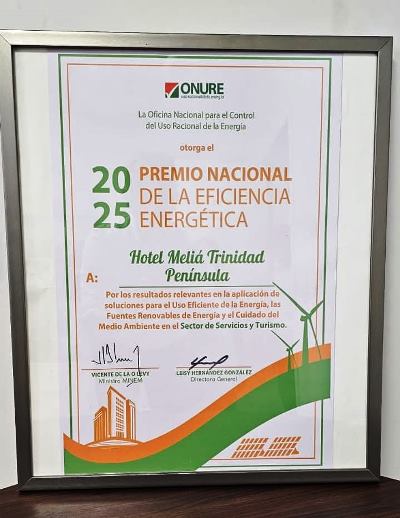 ONURE
La Oficina Nacional para el Control
del Uso Racional de la Energía
otorga el
20
25
PREMIO NACIONAL
DE LA EFICIENCIA
ENERGÉTICA
Hotel Meliá Trinidad
Península
A:
Por los resultados relevantes en la aplicación de
soluciones para el Uso Eficiente de la Energía, las
Fuentes Renovables de Energía y el Cuidado del
Medio Ambiente en el Sector de Servicios y Turismo.
VICENTE DE LA O LEVY
Ministro MINEM
LEISY HERNÁNDEZ GONZÁLEZ
Directora General